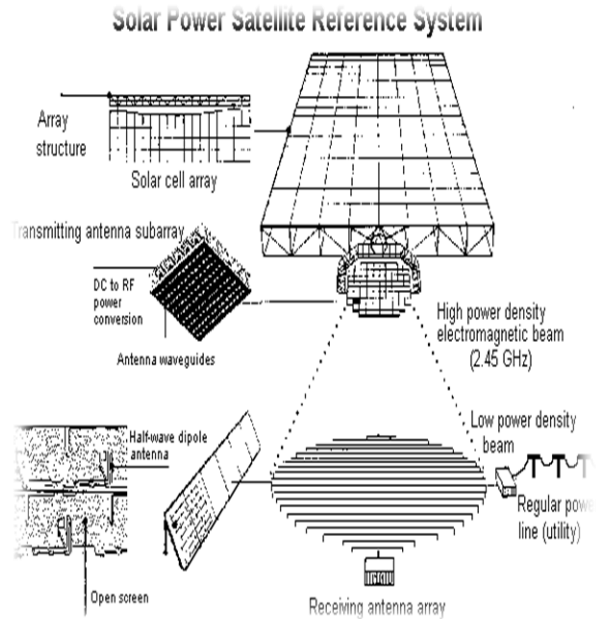 Solar Power Satellite Reference System
Array
structure
Solar cell array
Transmitting antenna subarray
DC to RF
power
conversion
Antenna waveguides
High power density
electromagnetic beam
(2.45 GHz)
Low power density
beam
Half-wave dipole
antenna
Regular pow
line (utility)
Open screen
Receiving antenna array